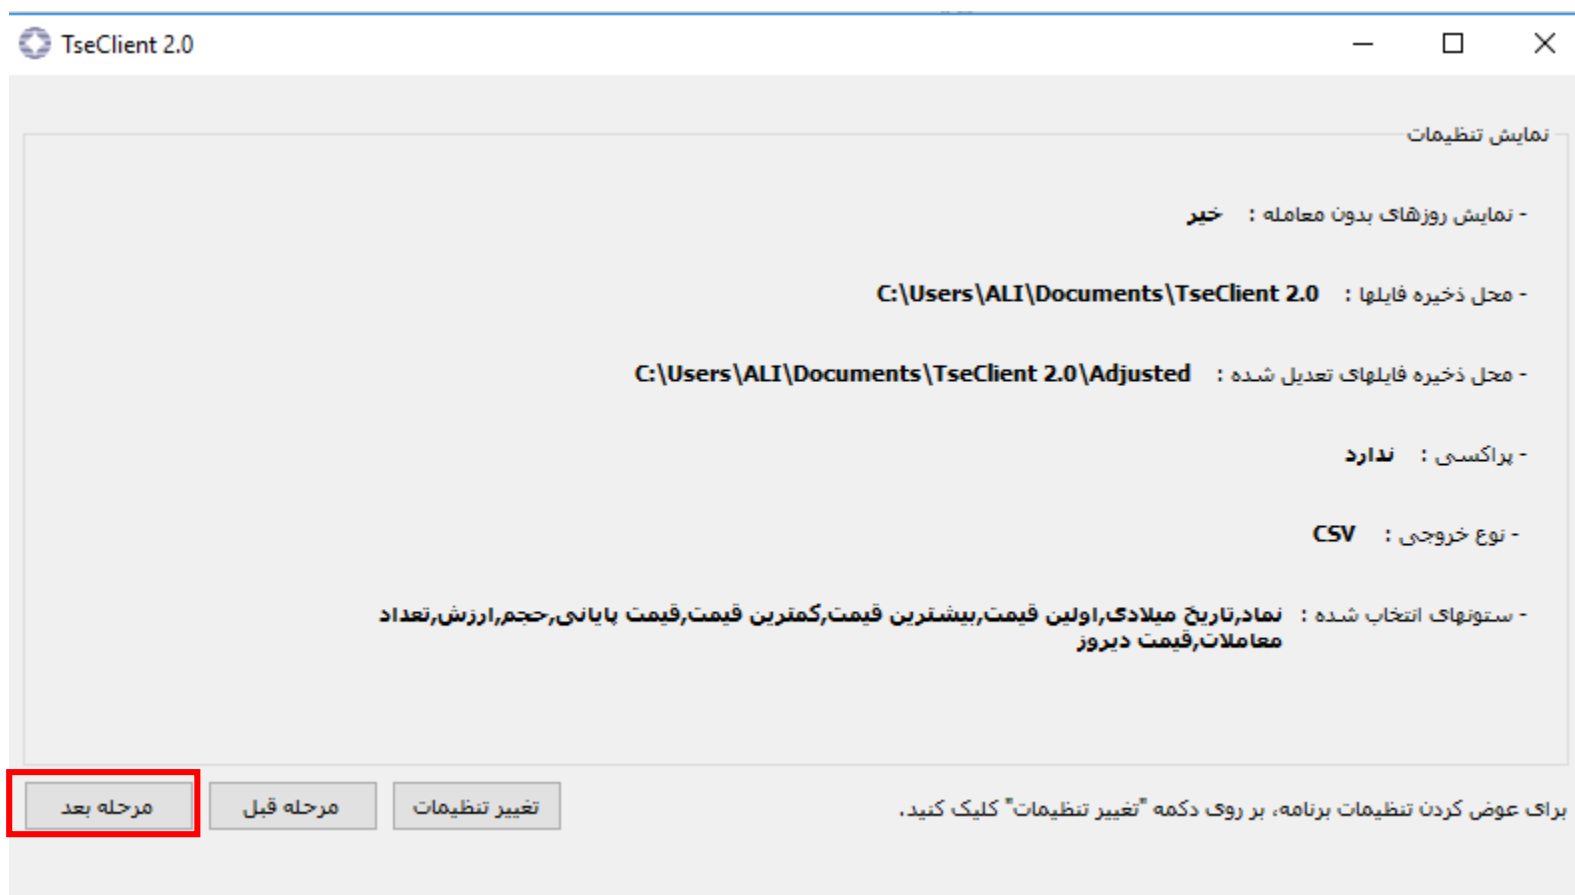 TseClient 2.0
نمایش تنظیمات
- نمایش روزهای بدون معامله : خیر
- محل ذخیره فایلها : C:\Users\ALI\Documents\TseClient 2.0
- محل ذخیره فایلهای تعدیل شده : C:\Users\ALI\Documents\TseClient 2.0\Adjusted
- پراکسی : ندارد
- نوع خروجی : CSV
- ستونهای انتخاب شده : نماد,تاریخ میلادی,اولین قیمت,بیشترین قیمت,کمترین قیمت,قیمت پایانی,حجم,ارزش,تعداد
معاملات,قیمت دیروز
برای عوض کردن تنظیمات برنامه، بر روی دکمه "تغییر تنظیمات" کلیک کنید.
تغییر تنظیمات
مرحله قبل
مرحله بعد